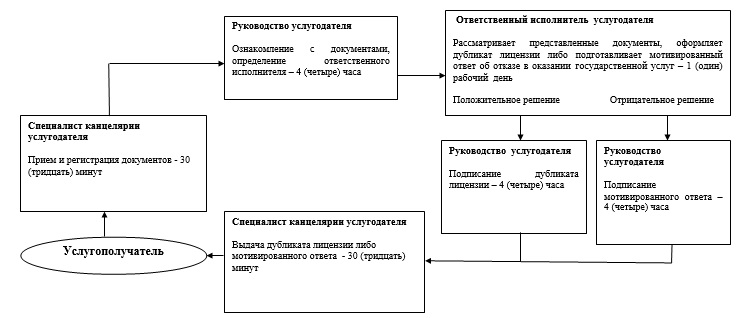 Руководство услугодателя
Ознакомление с документами,
определение ответственного
исполнителя – 4 (четыре) часа
Ответственный исполнитель услугодателя
Рассматривает представленные документы, оформляет
дубликат лицензии либо подготавливает мотивированный
ответ об отказе в оказании государственной услуг – 1 (один)
рабочий день
Положительное решение Отрицательное решение
Специалист канцелярии
услугодателя
Прием и регистрация документов - 30
(тридцать) минут
Руководство услугодателя
Подписание дубликата
лицензии – 4 (четыре) часа
Руководство
услугодателя
Подписание
мотивированного ответа –
4 (четыре) часа
Специалист канцелярии услугодателя
Выдача дубликата лицензии либо
мотивированного ответа - 30 (тридцать)
минут
Услугополучатель